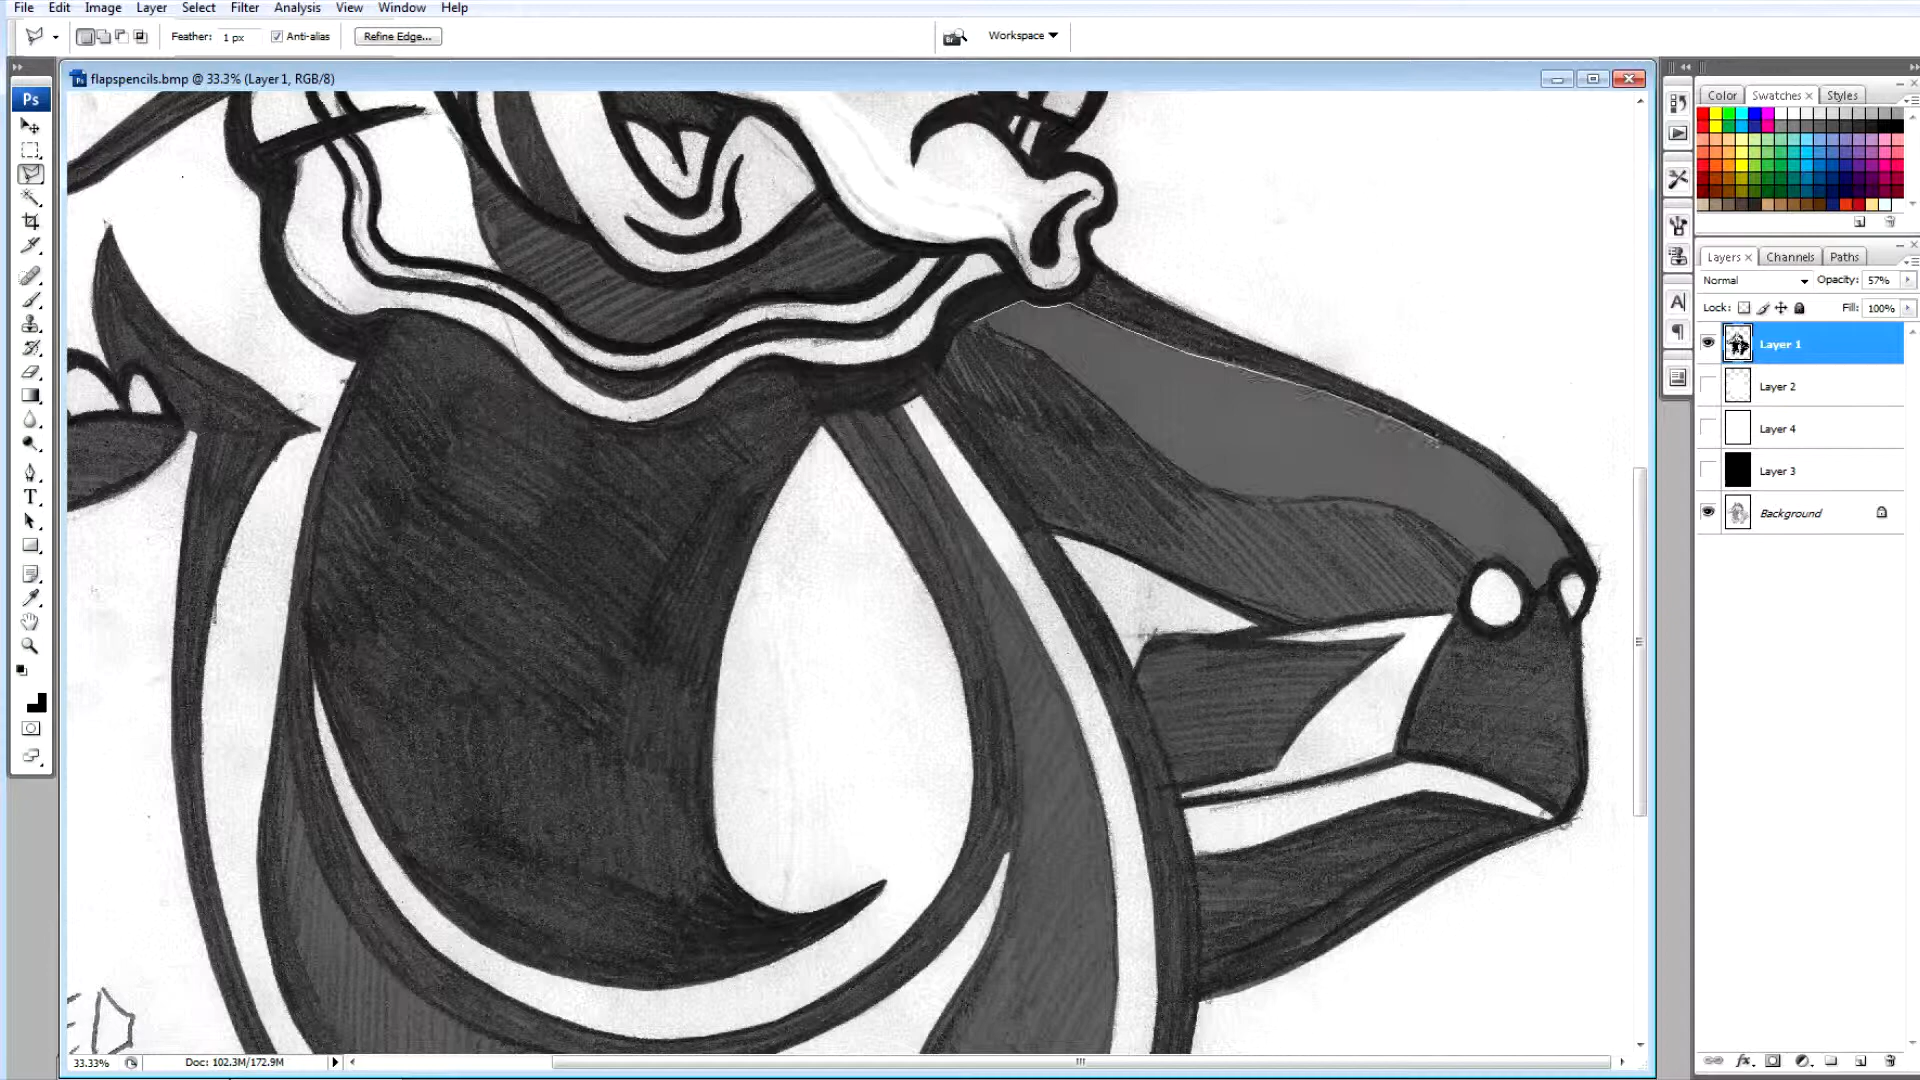 File Edit Image Layer Select Filter Analysis View Window Help
Feather: 1 px Anti-alias Refine Edge... Workspace
flapspencils.bmp @ 33.3% (Layer 1, RGB/8)
Ps
Color Swatches Styles
Layers Channels Paths
Normal Opacity: 57%
Lock: Fill: 100%
Layer 1
Layer 2
Layer 4
Layer 3
Background
T
A
ED
33.33% Doc: 102.3M/172.9M
fx